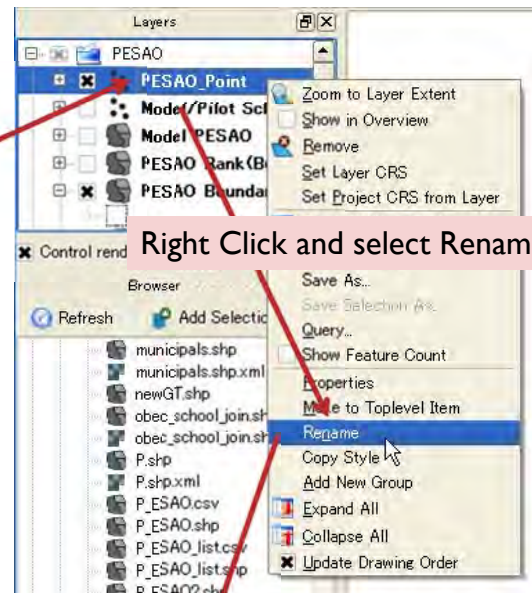 Layers
PESAO
PESAO_Point
Model/Pilot Scl
Model PESAO
PESAO Rank(B
PESAO Bounda
Control rend
Zoom to Layer Extent
Show in Overview
Remove
Set Layer CRS
Set Project CRS from Layer
Right Click and select Renam
Save As...
Save Selection As...
Query...
Show Feature Count
Properties
Move to Toplevel Item
Rename
Copy Style
Add New Group
Expand All
Collapse All
Update Drawing Order
Browser
Refresh
Add Selectio
municipals.shp
municipals.shp.xml
newGT.shp
obec_school_join.sh
obec_school_join.sh
P.shp
P.shp.xml
P_ESAO.csv
P_ESAO.shp
P_ESAO_list.csv
P_ESAO_list.shp
P_ESAO2.shp